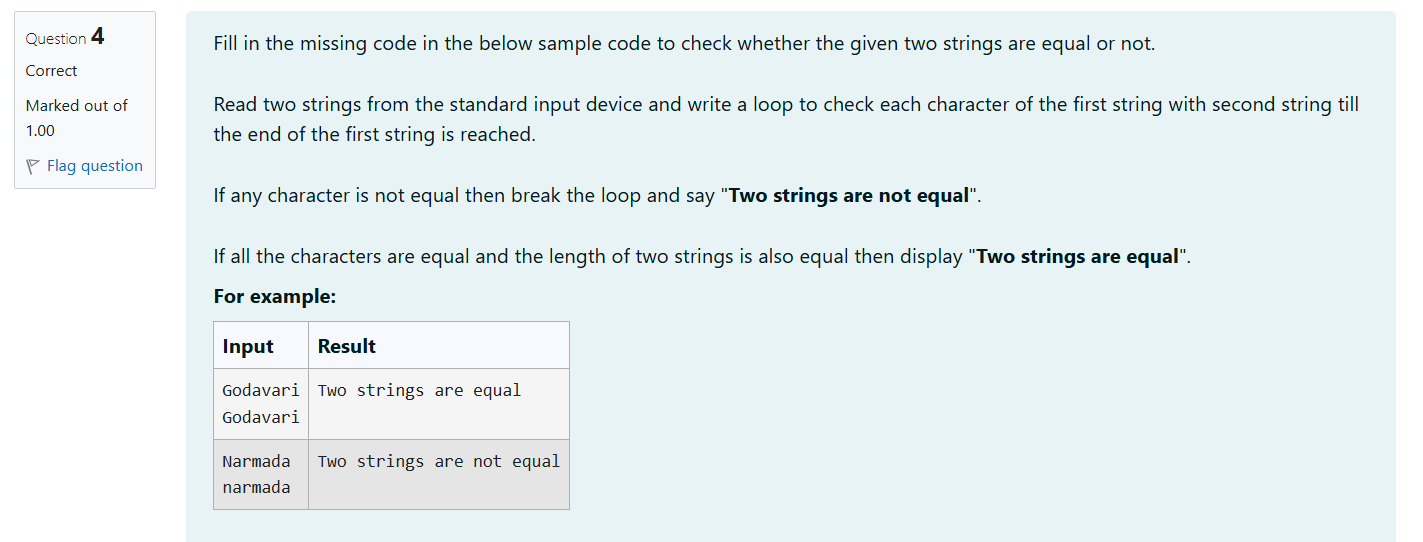 Question 4
Correct
Marked out of
1.00
Flag question
Fill in the missing code in the below sample code to check whether the given two strings are equal or not.
Read two strings from the standard input device and write a loop to check each character of the first string with second string till
the end of the first string is reached.
If any character is not equal then break the loop and say "Two strings are not equal".
If all the characters are equal and the length of two strings is also equal then display "Two strings are equal".
For example:
Input Result
Godavari Two strings are equal
Godavari
Narmada Two strings are not equal
narmada